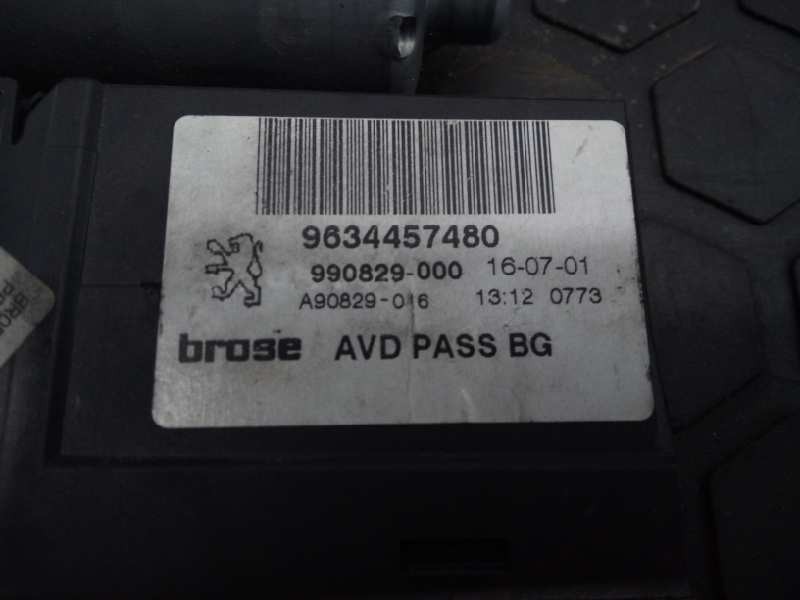 9634457480
990829-000 16-07-01
A90829-016 13:12 0773
brose AVD PASS BG